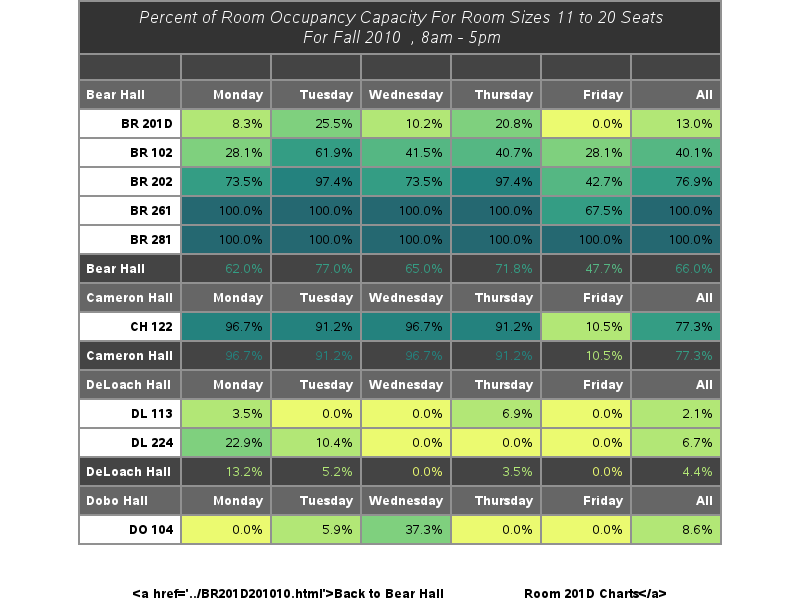 Percent of Room Occupancy Capacity For Room Sizes 11 to 20 Seats
For Fall 2010 , 8am - 5pm
Bear Hall Monday Tuesday Wednesday Thursday Friday All
BR 201D 8.3% 25.5% 10.2% 20.8% 0.0% 13.0%
BR 102 28.1% 61.9% 41.5% 40.7% 28.1% 40.1%
BR 202 73.5% 97.4% 73.5% 97.4% 42.7% 76.9%
BR 261 100.0% 100.0% 100.0% 100.0% 67.5% 100.0%
BR 281 100.0% 100.0% 100.0% 100.0% 100.0% 100.0%
Bear Hall 62.0% 77.0% 65.0% 71.8% 47.7% 66.0%
Cameron Hall Monday Tuesday Wednesday Thursday Friday All
CH 122 96.7% 91.2% 96.7% 91.2% 10.5% 77.3%
Cameron Hall 96.7% 91.2% 96.7% 91.2% 10.5% 77.3%
DeLoach Hall Monday Tuesday Wednesday Thursday Friday All
DL 113 3.5% 0.0% 0.0% 6.9% 0.0% 2.1%
DL 224 22.9% 10.4% 0.0% 0.0% 0.0% 6.7%
DeLoach Hall 13.2% 5.2% 0.0% 3.5% 0.0% 4.4%
Dobo Hall Monday Tuesday Wednesday Thursday Friday All
DO 104 0.0% 5.9% 37.3% 0.0% 0.0% 8.6%
<a href='../BR201D201010.html'>Back to Bear Hall Room 201D Charts</a>